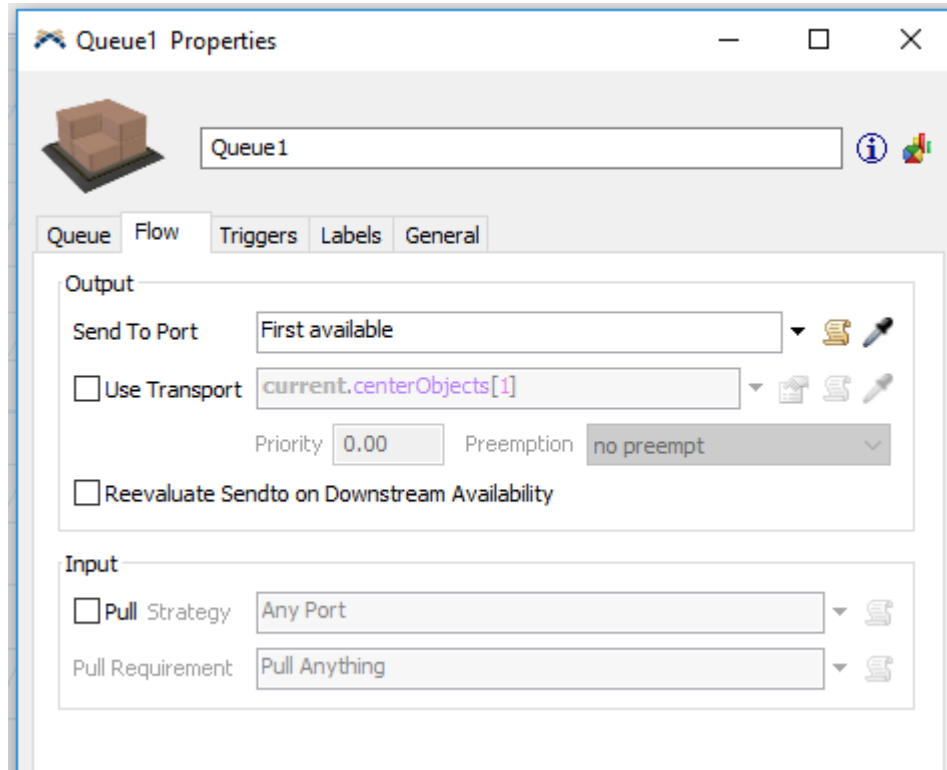 Queue1 Properties
Queue1
Queue Flow Triggers Labels General
Output
Send To Port First available
Use Transport current.centerObjects[1]
Priority 0.00 Preemption no preempt
Reevaluate Sendto on Downstream Availability
Input
Pull Strategy Any Port
Pull Requirement Pull Anything